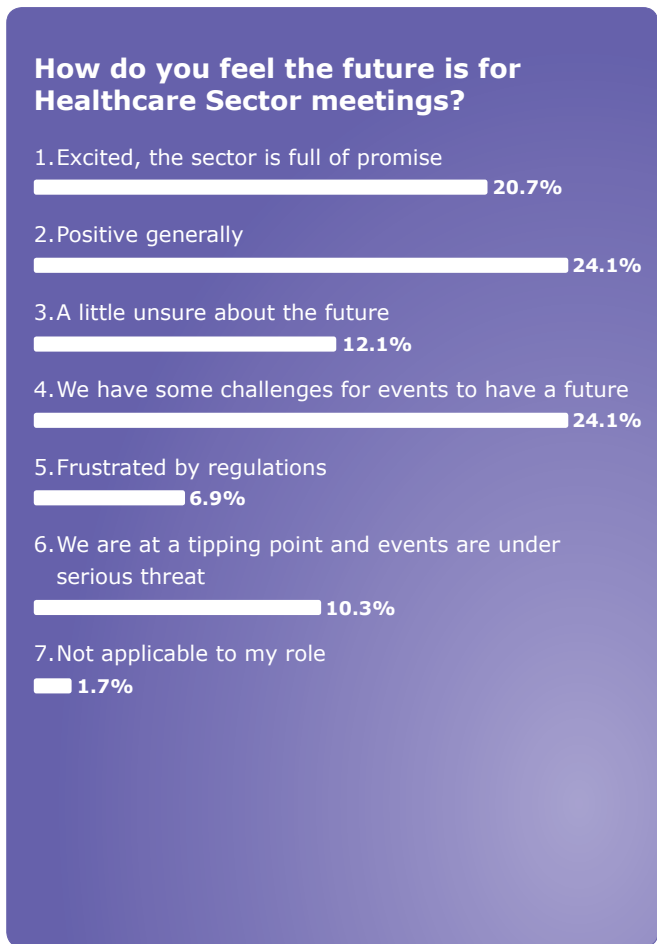 How do you feel the future is for
Healthcare Sector meetings?
1.Excited, the sector is full of promise
20.7%
2.Positive generally
24.1%
3.A little unsure about the future
12.1%
4.We have some challenges for events to have a future
24.1%
5.Frustrated by regulations
6.9%
6.We are at a tipping point and events are under
serious threat
10.3%
7.Not applicable to my role
1.7%